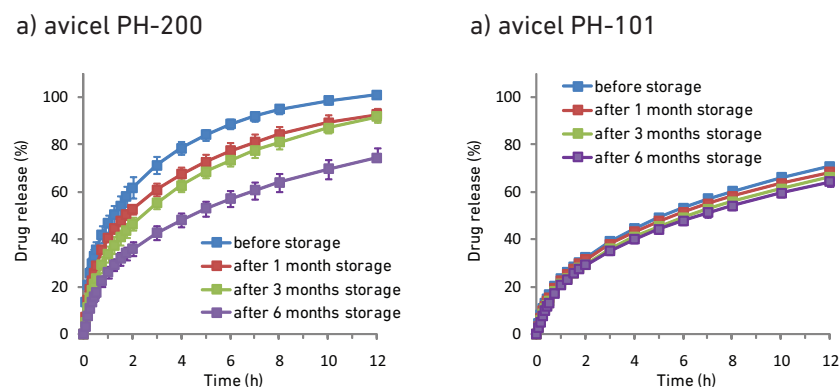 a) avicel PH-200
100
80
60
40
20
0
Drug release (%)
before storage
after 1 month storage
after 3 months storage
after 6 months storage
0 2 4 6 8 10 12
Time (h)
a) avicel PH-101
100
80
60
40
20
0
Drug release (%)
before storage
after 1 month storage
after 3 months storage
after 6 months storage
0 2 4 6 8 10 12
Time (h)